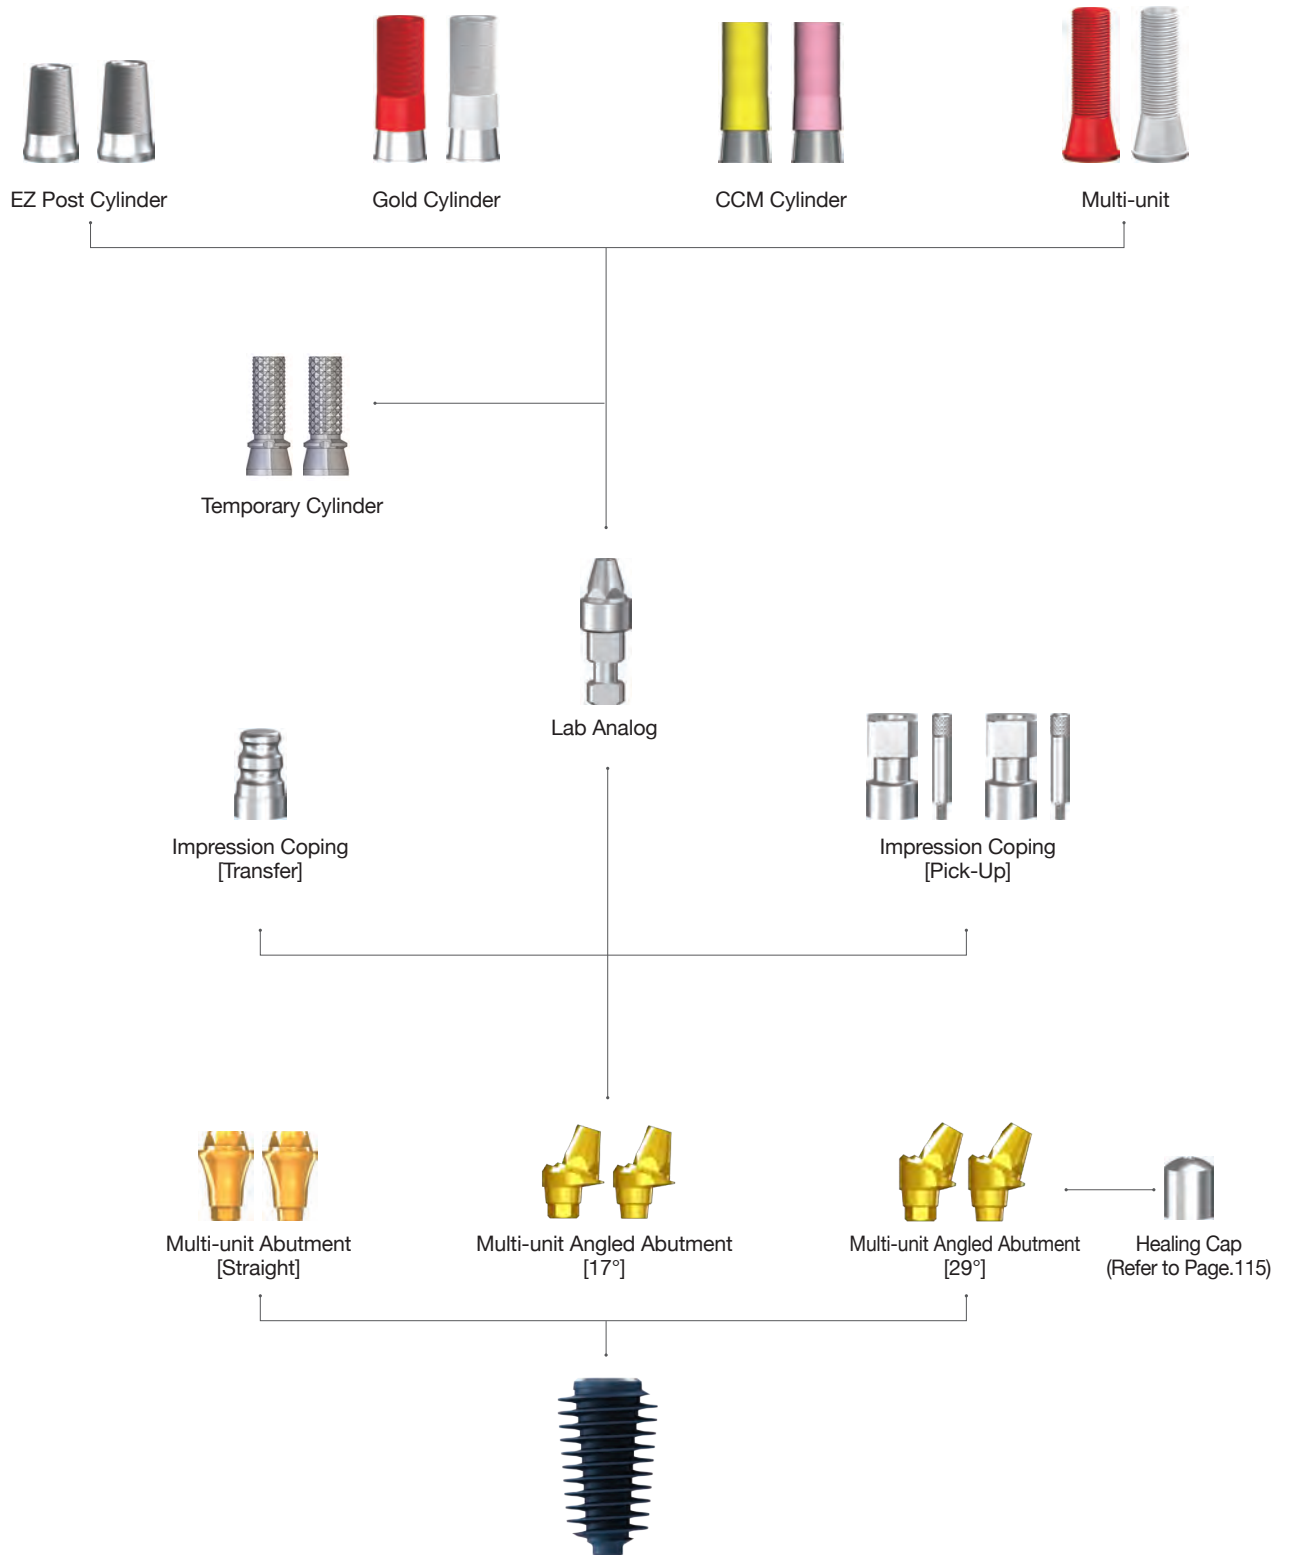 EZ Post Cylinder
Gold Cylinder
CCM Cylinder
Multi-unit
Temporary Cylinder
Lab Analog
Impression Coping
[Transfer]
Impression Coping
[Pick-Up]
Multi-unit Abutment
[Straight]
Multi-unit Angled Abutment
[17°]
Multi-unit Angled Abutment
[29°]
Healing Cap
(Refer to Page.115)